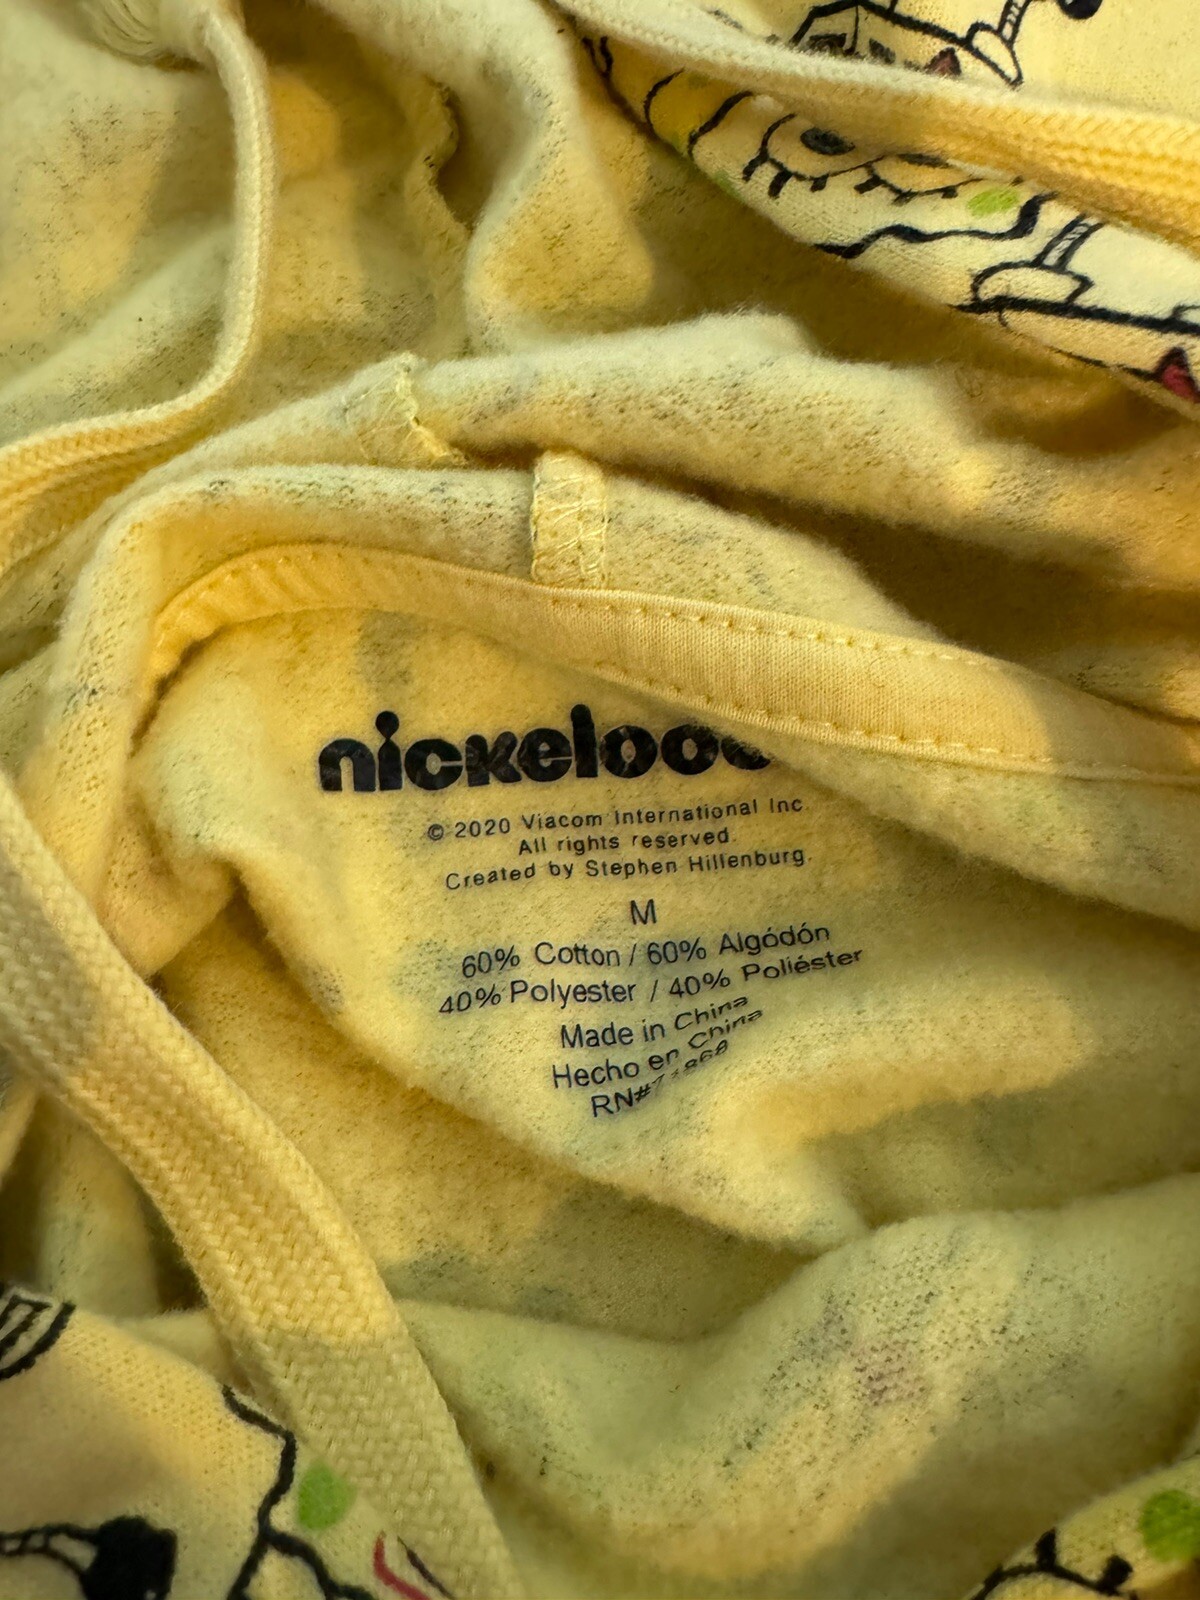 nickelood
© 2020 Viacom International Inc.
All rights reserved.
Created by Stephen Hillenburg.
M
60% Cotton / 60% Algódón
40% Polyester / 40% Poliéster
Made in China
Hecho en China